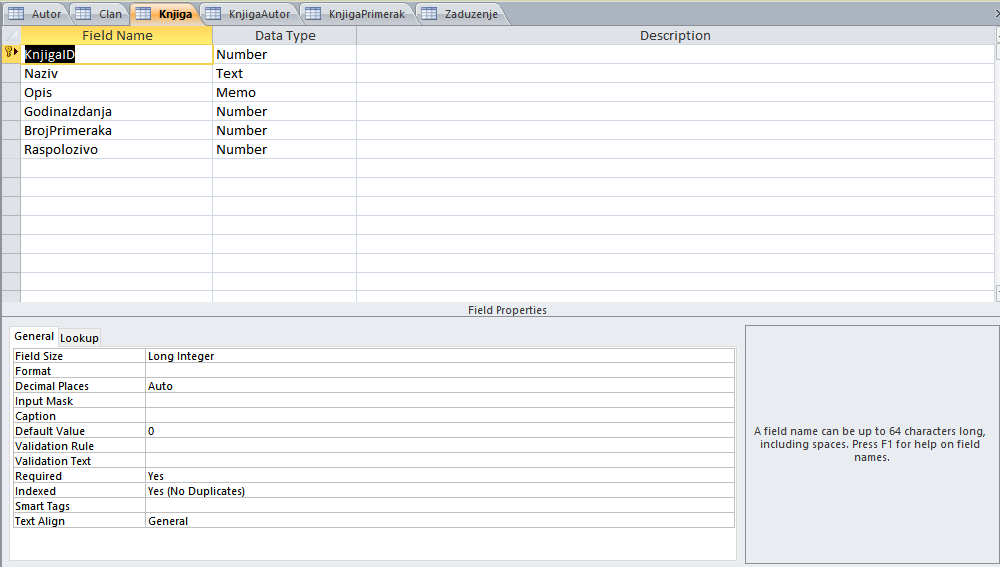 Autor Clan Knjiga KnjigaAutor KnjigaPrimerak Zaduzenje
Field Name Data Type Description
KnjigaID Number
Naziv Text
Opis Memo
GodinaIzdanja Number
BrojPrimeraka Number
Raspolozivo Number
Field Properties
General Lookup
Field Size Long Integer
Format
Decimal Places Auto
Input Mask
Caption
Default Value 0
Validation Rule
Validation Text
Required Yes
Indexed Yes (No Duplicates)
Smart Tags
Text Align General
A field name can be up to 64 characters long,
including spaces. Press F1 for help on field
names.